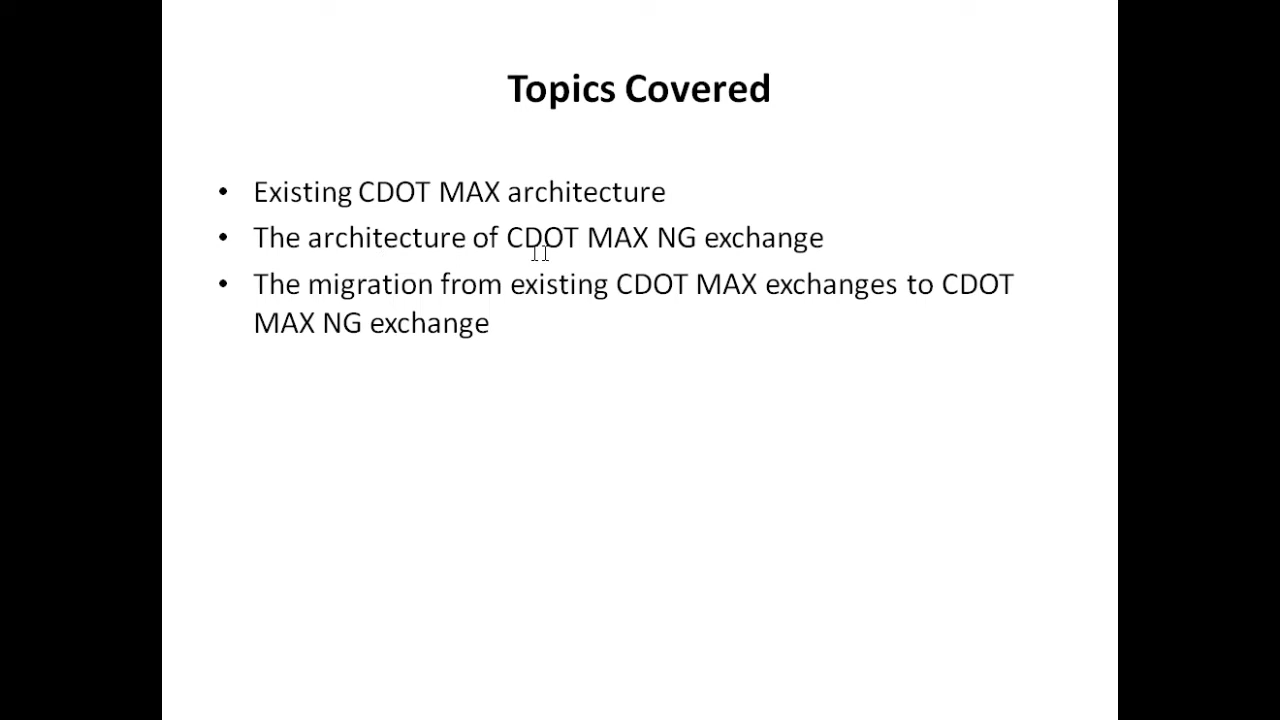 Topics Covered
• Existing CDOT MAX architecture
• The architecture of CDOT MAX NG exchange
• The migration from existing CDOT MAX exchanges to CDOT
MAX NG exchange